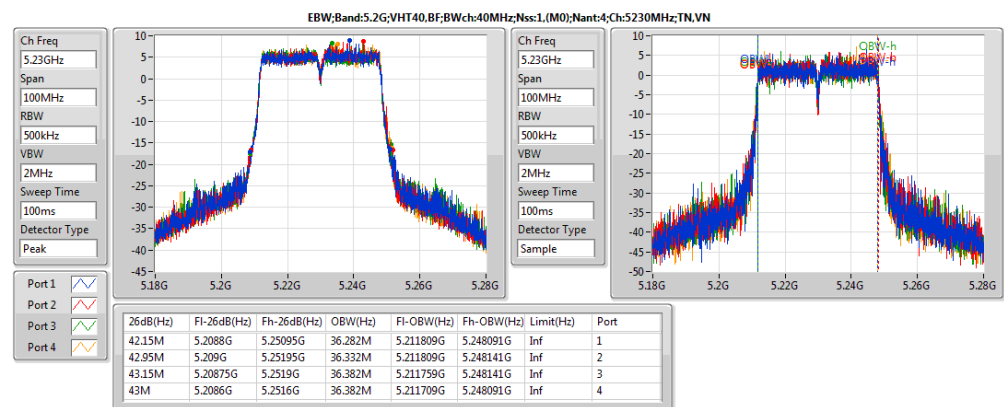 EBW;Band:5.2G;VHT40,BF;BWch:40MHz;Nss:1,(M0);Nant:4;Ch:5230MHz;TN,VN
Ch Freq
5.23GHz
Span
100MHz
RBW
500kHz
VBW
2MHz
Sweep Time
100ms
Detector Type
Peak
10
5
0
-5
-10
-15
-20
-25
-30
-35
-40
-45
5.18G 5.2G 5.22G 5.24G 5.26G 5.28G
Ch Freq
5.23GHz
Span
100MHz
RBW
500kHz
VBW
2MHz
Sweep Time
100ms
Detector Type
Sample
10
5
0
-5
-10
-15
-20
-25
-30
-35
-40
-45
-50
5.18G 5.2G 5.22G 5.24G 5.26G 5.28G
OBW-h
Port 1
Port 2
Port 3
Port 4
26dB(Hz) Fl-26dB(Hz) Fh-26dB(Hz) OBW(Hz) Fl-OBW(Hz) Fh-OBW(Hz) Limit(Hz) Port
42.15M 5.2088G 5.25095G 36.282M 5.211809G 5.248091G Inf 1
42.95M 5.209G 5.25195G 36.332M 5.211809G 5.248141G Inf 2
43.15M 5.20875G 5.2519G 36.382M 5.211759G 5.248141G Inf 3
43M 5.2086G 5.2516G 36.382M 5.211709G 5.248091G Inf 4